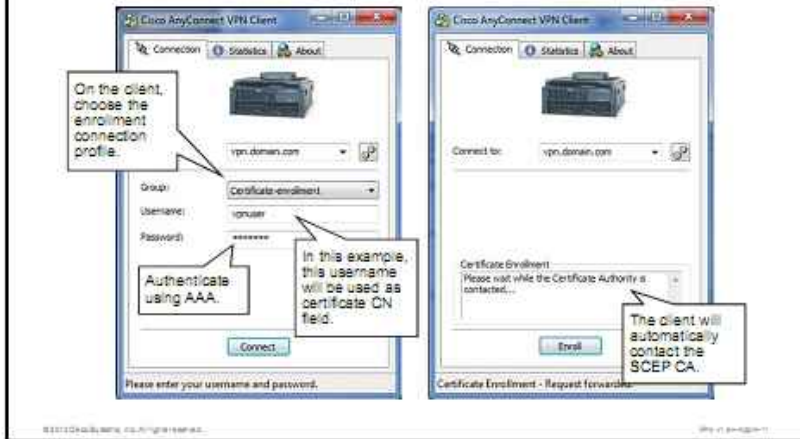 Cisco AnyConnect VPN Client
Connection
Statistics
About
On the client,
choose the
enrollment
connection
profile.
vpn.domain.com
Group:
Certificate-enrollment
Username:
vpnuser
Password:
*******
Authenticate
using AAA.
In this example,
this username
will be used as
certificate CN
field.
Connect
Please enter your username and password.
Cisco AnyConnect VPN Client
Connection
Statistics
About
Connect to:
vpn.domain.com
Certificate Enrollment
Please wait while the Certificate Authority is
contacted...
The client will
automatically
contact the
SCEP CA.
Enroll
Certificate Enrollment - Request forwarded.